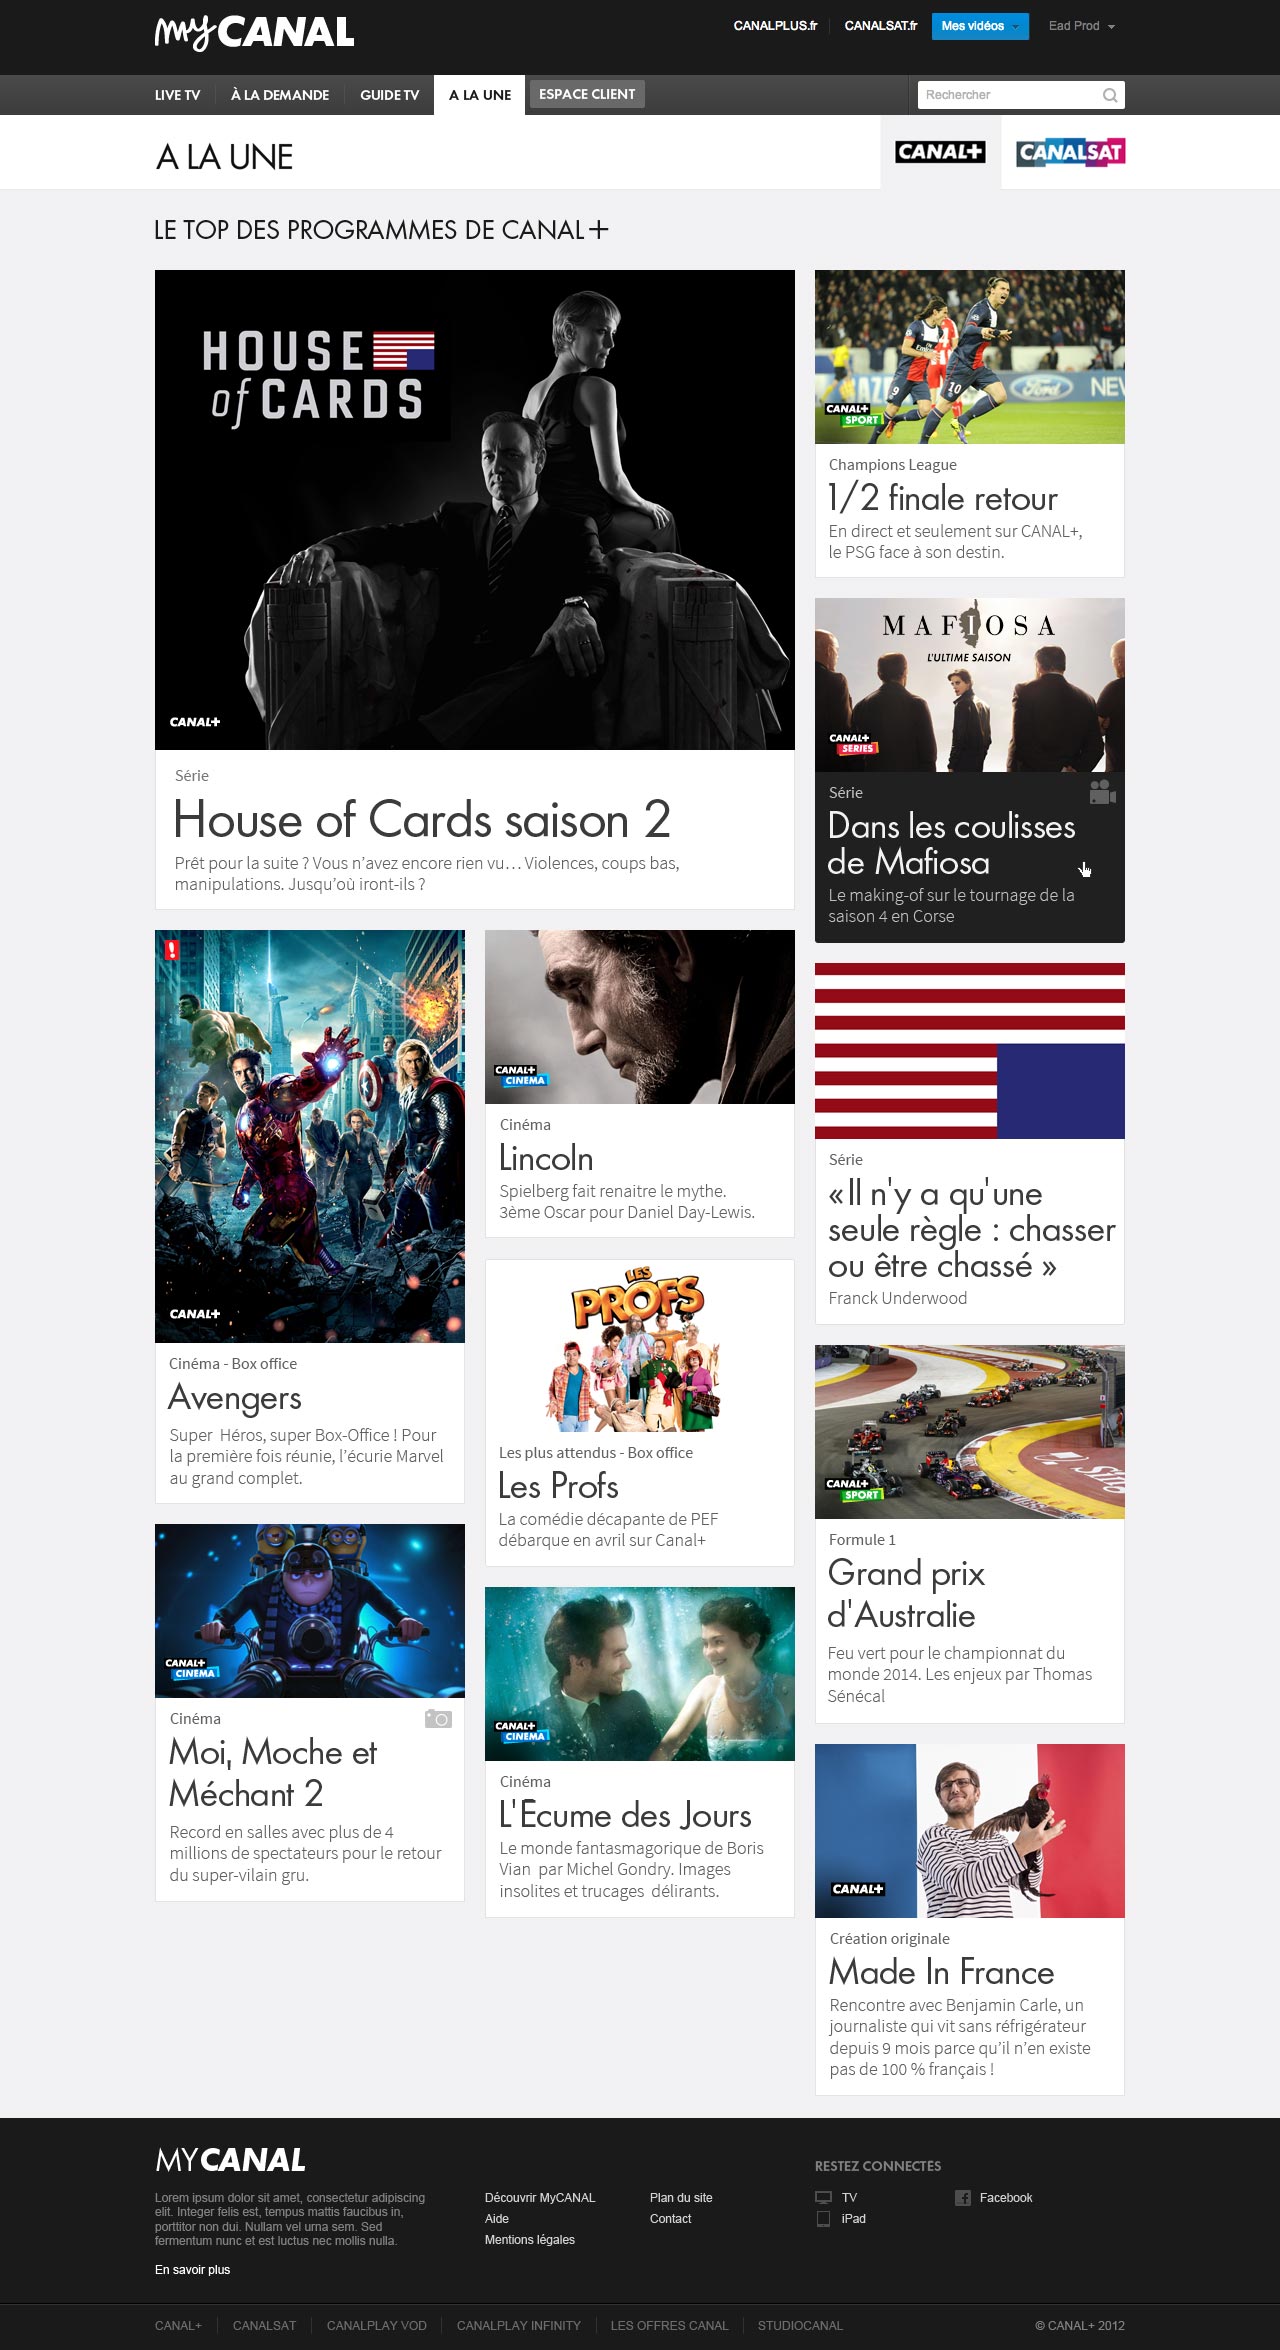 myCANAL
CANALPLUS.fr
CANALSAT.fr
Mes vidéos
Ead Prod
LIVE TV
À LA DEMANDE
GUIDE TV
A LA UNE
ESPACE CLIENT
Rechercher
A LA UNE
CANAL+
CANALSAT
LE TOP DES PROGRAMMES DE CANAL+
HOUSE
of CARDS
CANAL+
Série
House of Cards saison 2
Prêt pour la suite ? Vous n’avez encore rien vu… Violences, coups bas,
manipulations. Jusqu’où iront-ils ?
9
10
Ford
NEW
CANAL+
SPORT
Champions League
1/2 finale retour
En direct et seulement sur CANAL+,
le PSG face à son destin.
MAFIOSA
L'ULTIME SAISON
CANAL+
SERIES
Série
Dans les coulisses
de Mafiosa
Le making-of sur le tournage de la
saison 4 en Corse
!
CANAL+
Cinéma - Box office
Avengers
Super  Héros, super Box-Office ! Pour
la première fois réunie, l’écurie Marvel
au grand complet.
CANAL+
CINEMA
Cinéma
Lincoln
Spielberg fait renaitre le mythe.
3ème Oscar pour Daniel Day-Lewis.
Série
« Il n'y a qu'une
seule règle : chasser
ou être chassé »
Franck Underwood
LES
PROFS
Les plus attendus - Box office
Les Profs
La comédie décapante de PEF
débarque en avril sur Canal+
CANAL+
SPORT
Formule 1
Grand prix
d'Australie
Feu vert pour le championnat du
monde 2014. Les enjeux par Thomas
Sénécal
CANAL+
CINEMA
Cinéma
Moi, Moche et
Méchant 2
Record en salles avec plus de 4
millions de spectateurs pour le retour
du super-vilain gru.
CANAL+
CINEMA
Cinéma
L'Ecume des Jours
Le monde fantasmagorique de Boris
Vian  par Michel Gondry. Images
insolites et trucages  délirants.
CANAL+
Création originale
Made In France
Rencontre avec Benjamin Carle, un
journaliste qui vit sans réfrigérateur
depuis 9 mois parce qu’il n’en existe
pas de 100 % français !
MYCANAL
Lorem ipsum dolor sit amet, consectetur adipiscing
elit. Integer felis est, tempus mattis faucibus in,
porttitor non dui. Nullam vel urna sem. Sed
fermentum nunc et est luctus nec mollis nulla.
En savoir plus
Découvrir MyCANAL
Aide
Mentions légales
Plan du site
Contact
RESTEZ CONNECTÉS
TV
iPad
Facebook
CANAL+
CANALSAT
CANALPLAY VOD
CANALPLAY INFINITY
LES OFFRES CANAL
STUDIOCANAL
© CANAL+ 2012